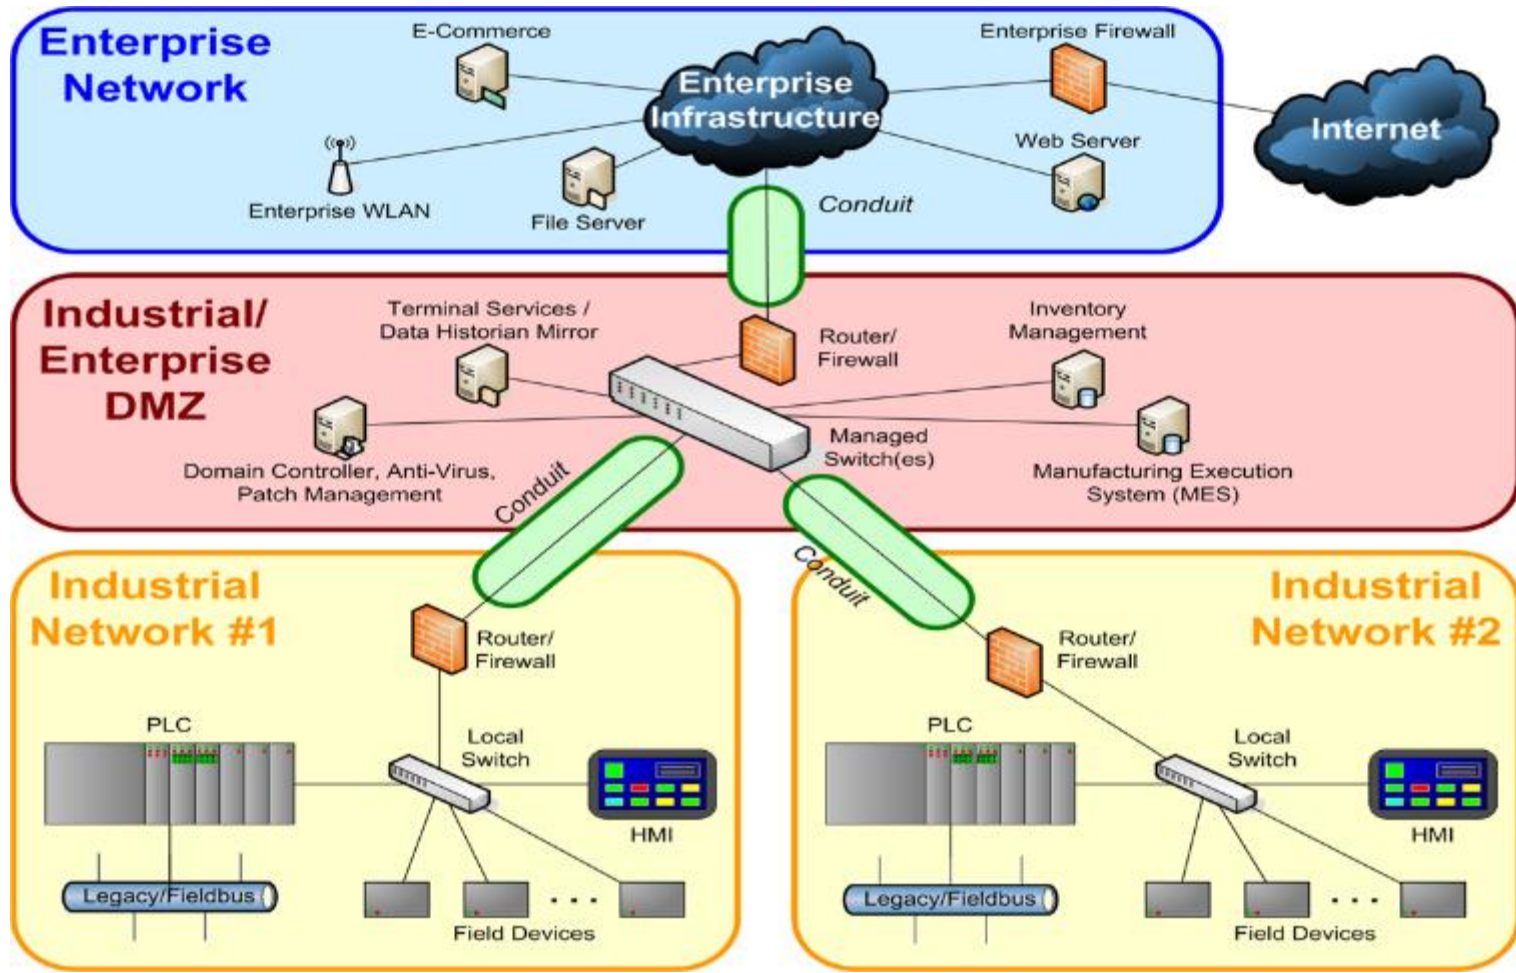 Enterprise
Network
E-Commerce
Enterprise
Infrastructure
Enterprise Firewall
Internet
Web Server
Enterprise WLAN
File Server
Conduit
Industrial/
Enterprise
DMZ
Terminal Services /
Data Historian Mirror
Router/
Firewall
Inventory
Management
Domain Controller, Anti-Virus,
Patch Management
Managed
Switch(es)
Manufacturing Execution
System (MES)
Conduit
Conduit
Industrial
Network #1
Router/
Firewall
PLC
Local
Switch
HMI
Legacy/Fieldbus
Field Devices
Industrial
Network #2
Router/
Firewall
PLC
Local
Switch
HMI
Legacy/Fieldbus
Field Devices